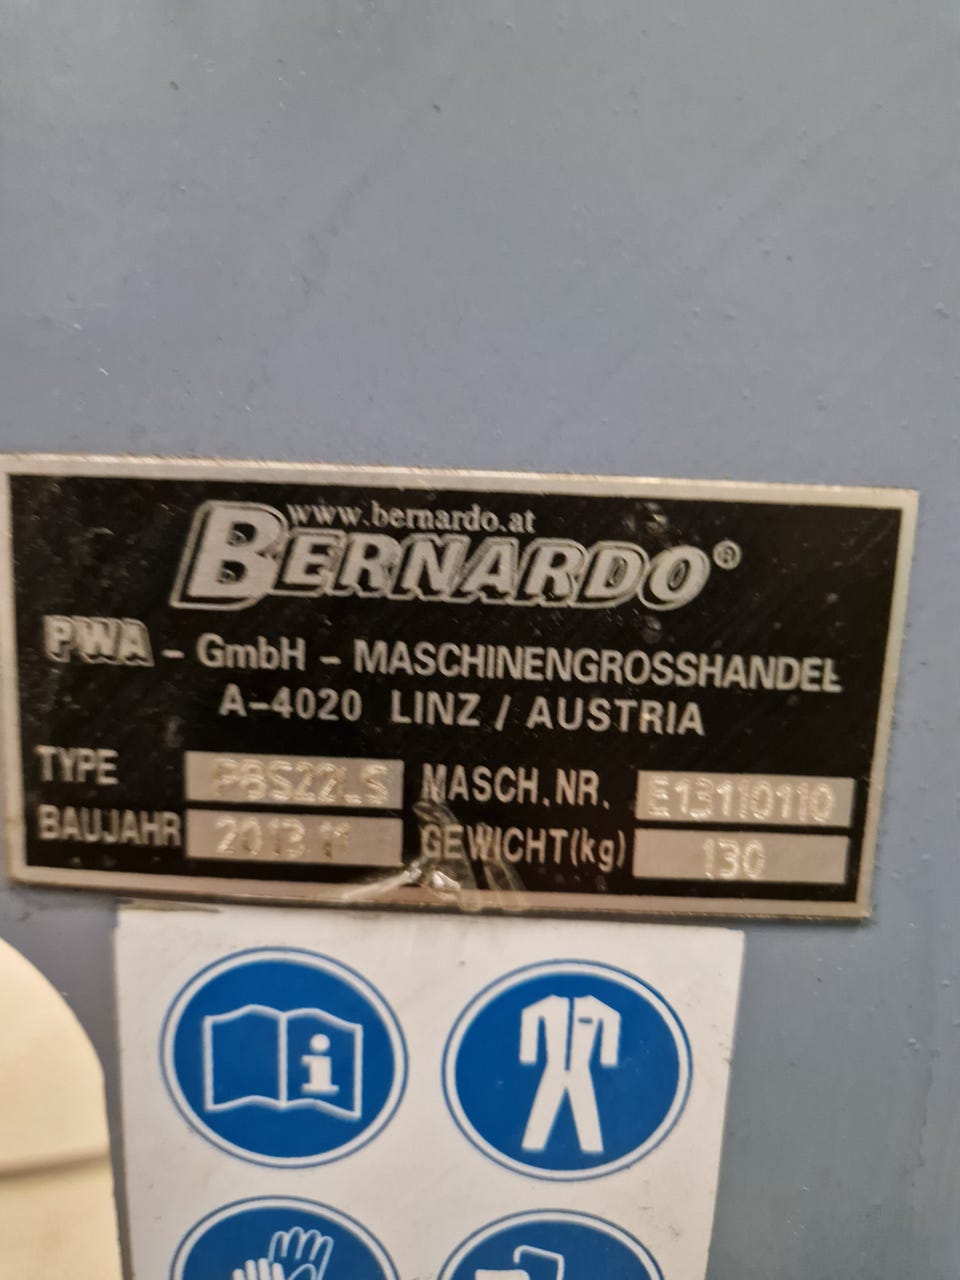 www.bernardo.at
BERNARDO®
PWA - GmbH - MASCHINENGROSSHANDEL
A-4020 LINZ / AUSTRIA
TYPE PBS22LS MASCH.NR. E13110110
BAUJAHR 2013.11 GEWICHT(kg) 130
i